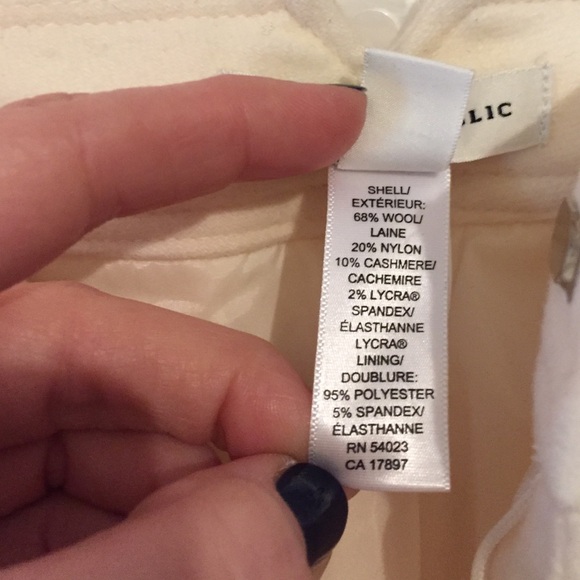 SHELL/
EXTÉRIEUR:
68% WOOL/
LAINE
20% NYLON
10% CASHMERE/
CACHEMIRE
2% LYCRA®
SPANDEX/
ÉLASTHANNE
LYCRA®
LINING/
DOUBLURE:
95% POLYESTER
5% SPANDEX/
ÉLASTHANNE
RN 54023
CA 17897